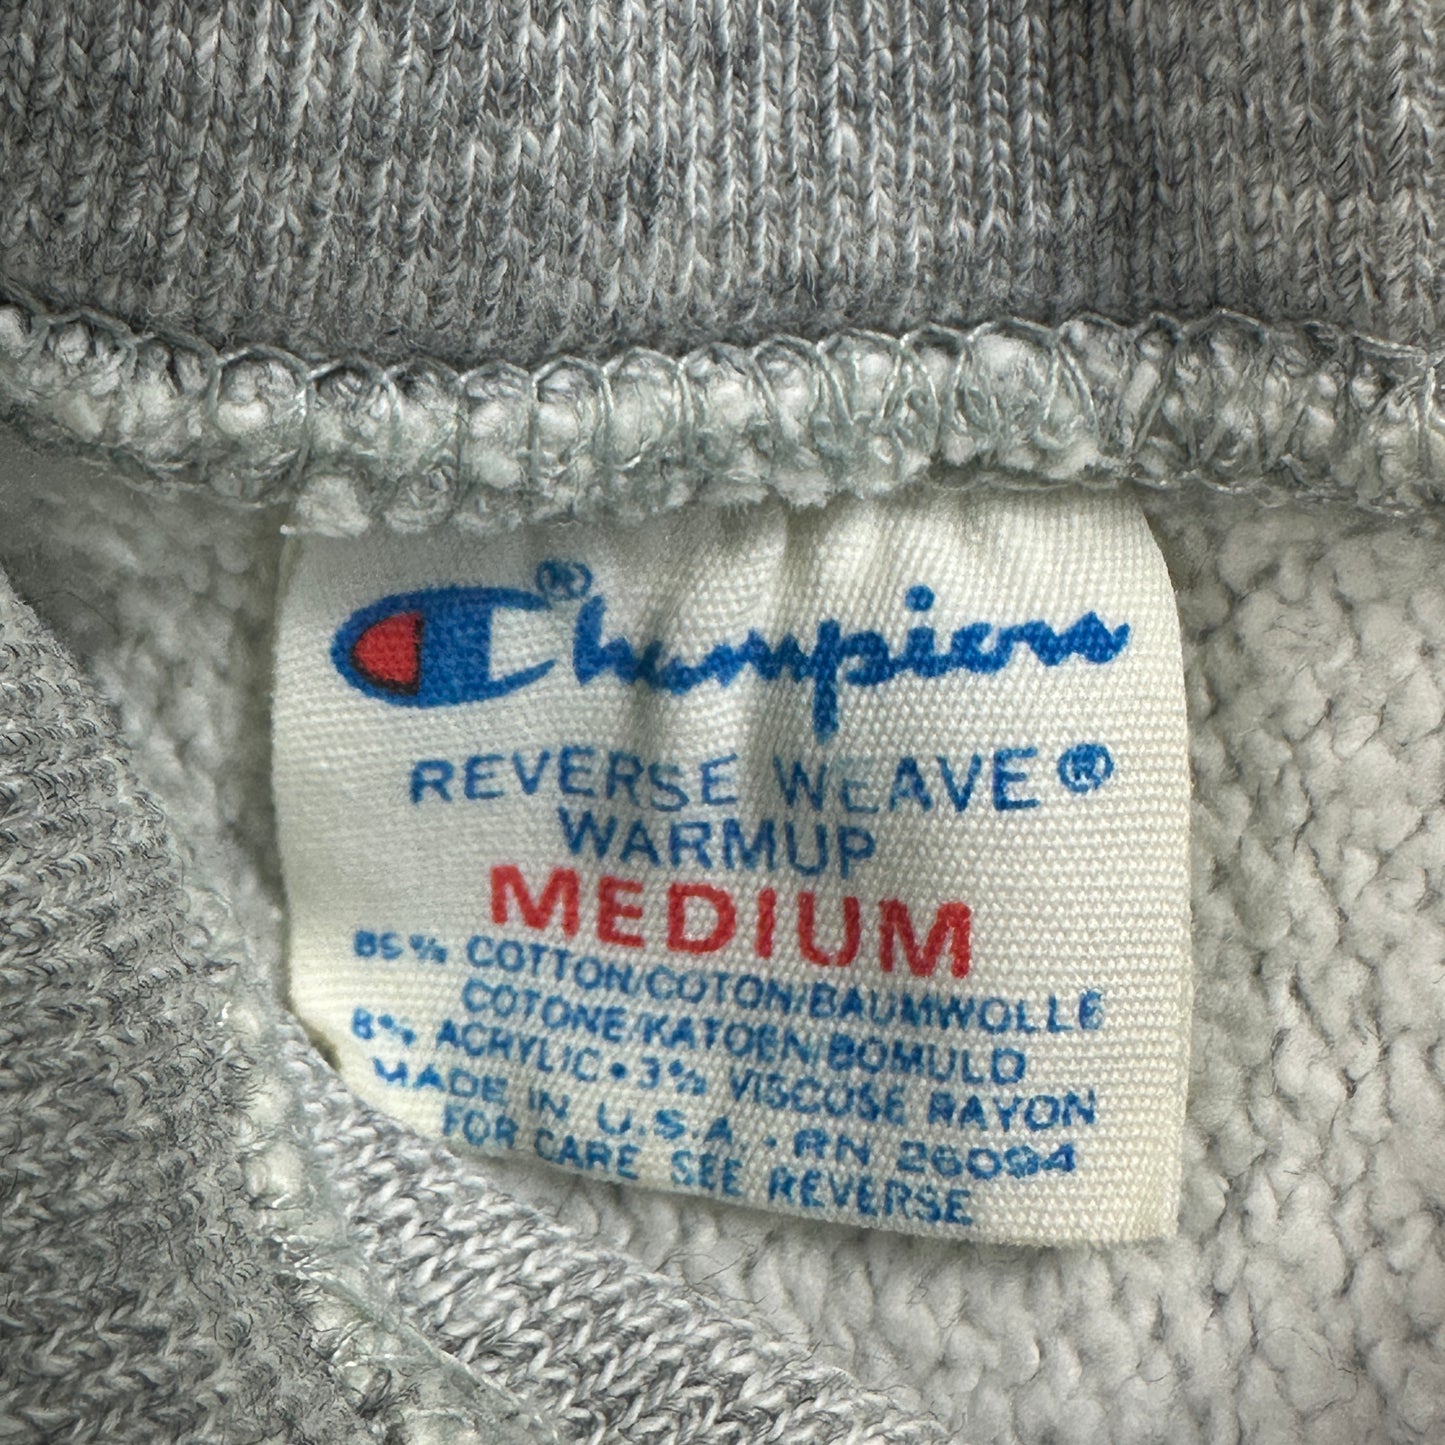 Champion®
REVERSE WEAVE®
WARMUP
MEDIUM
89% COTTON/COTON/BAUMWOLLE
COTONE/KATOEN/BOMULD
8% ACRYLIC • 3% VISCOSE RAYON
MADE IN U.S.A. · RN 26094
FOR CARE SEE REVERSE